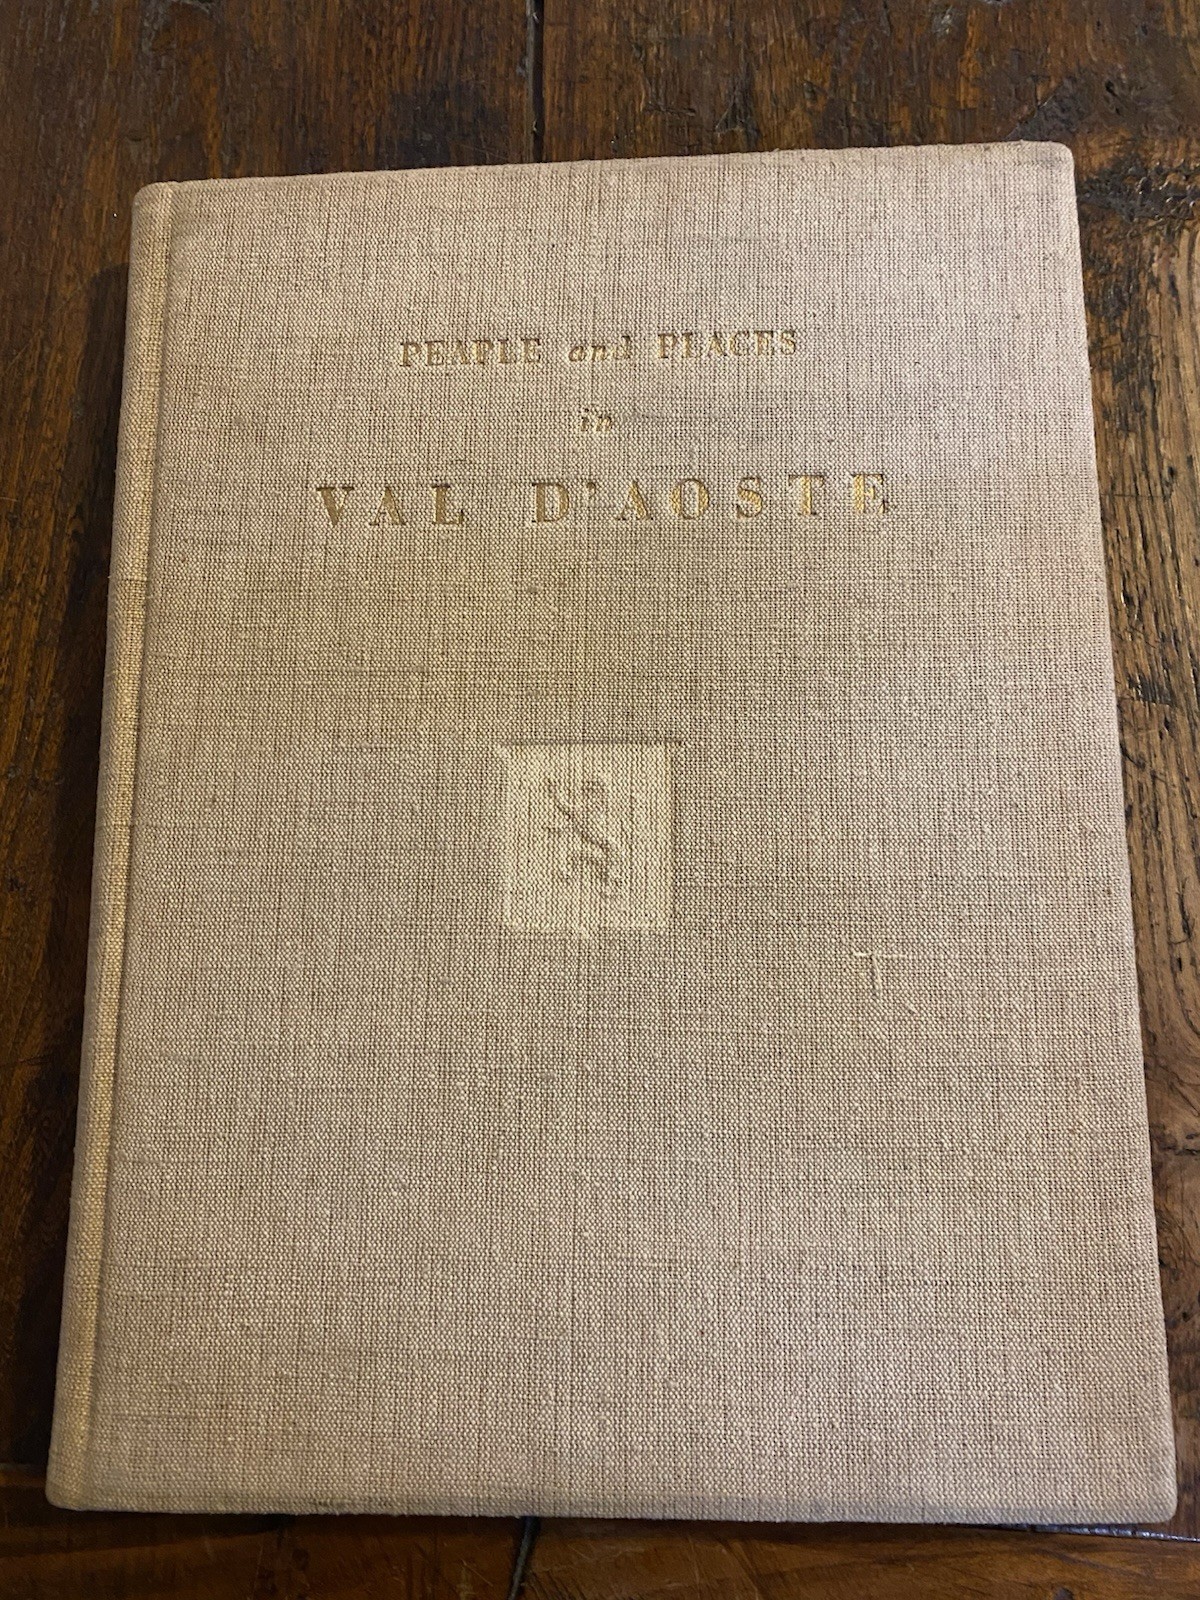 PEAPLE and PLACES
in
VAL D'AOSTE